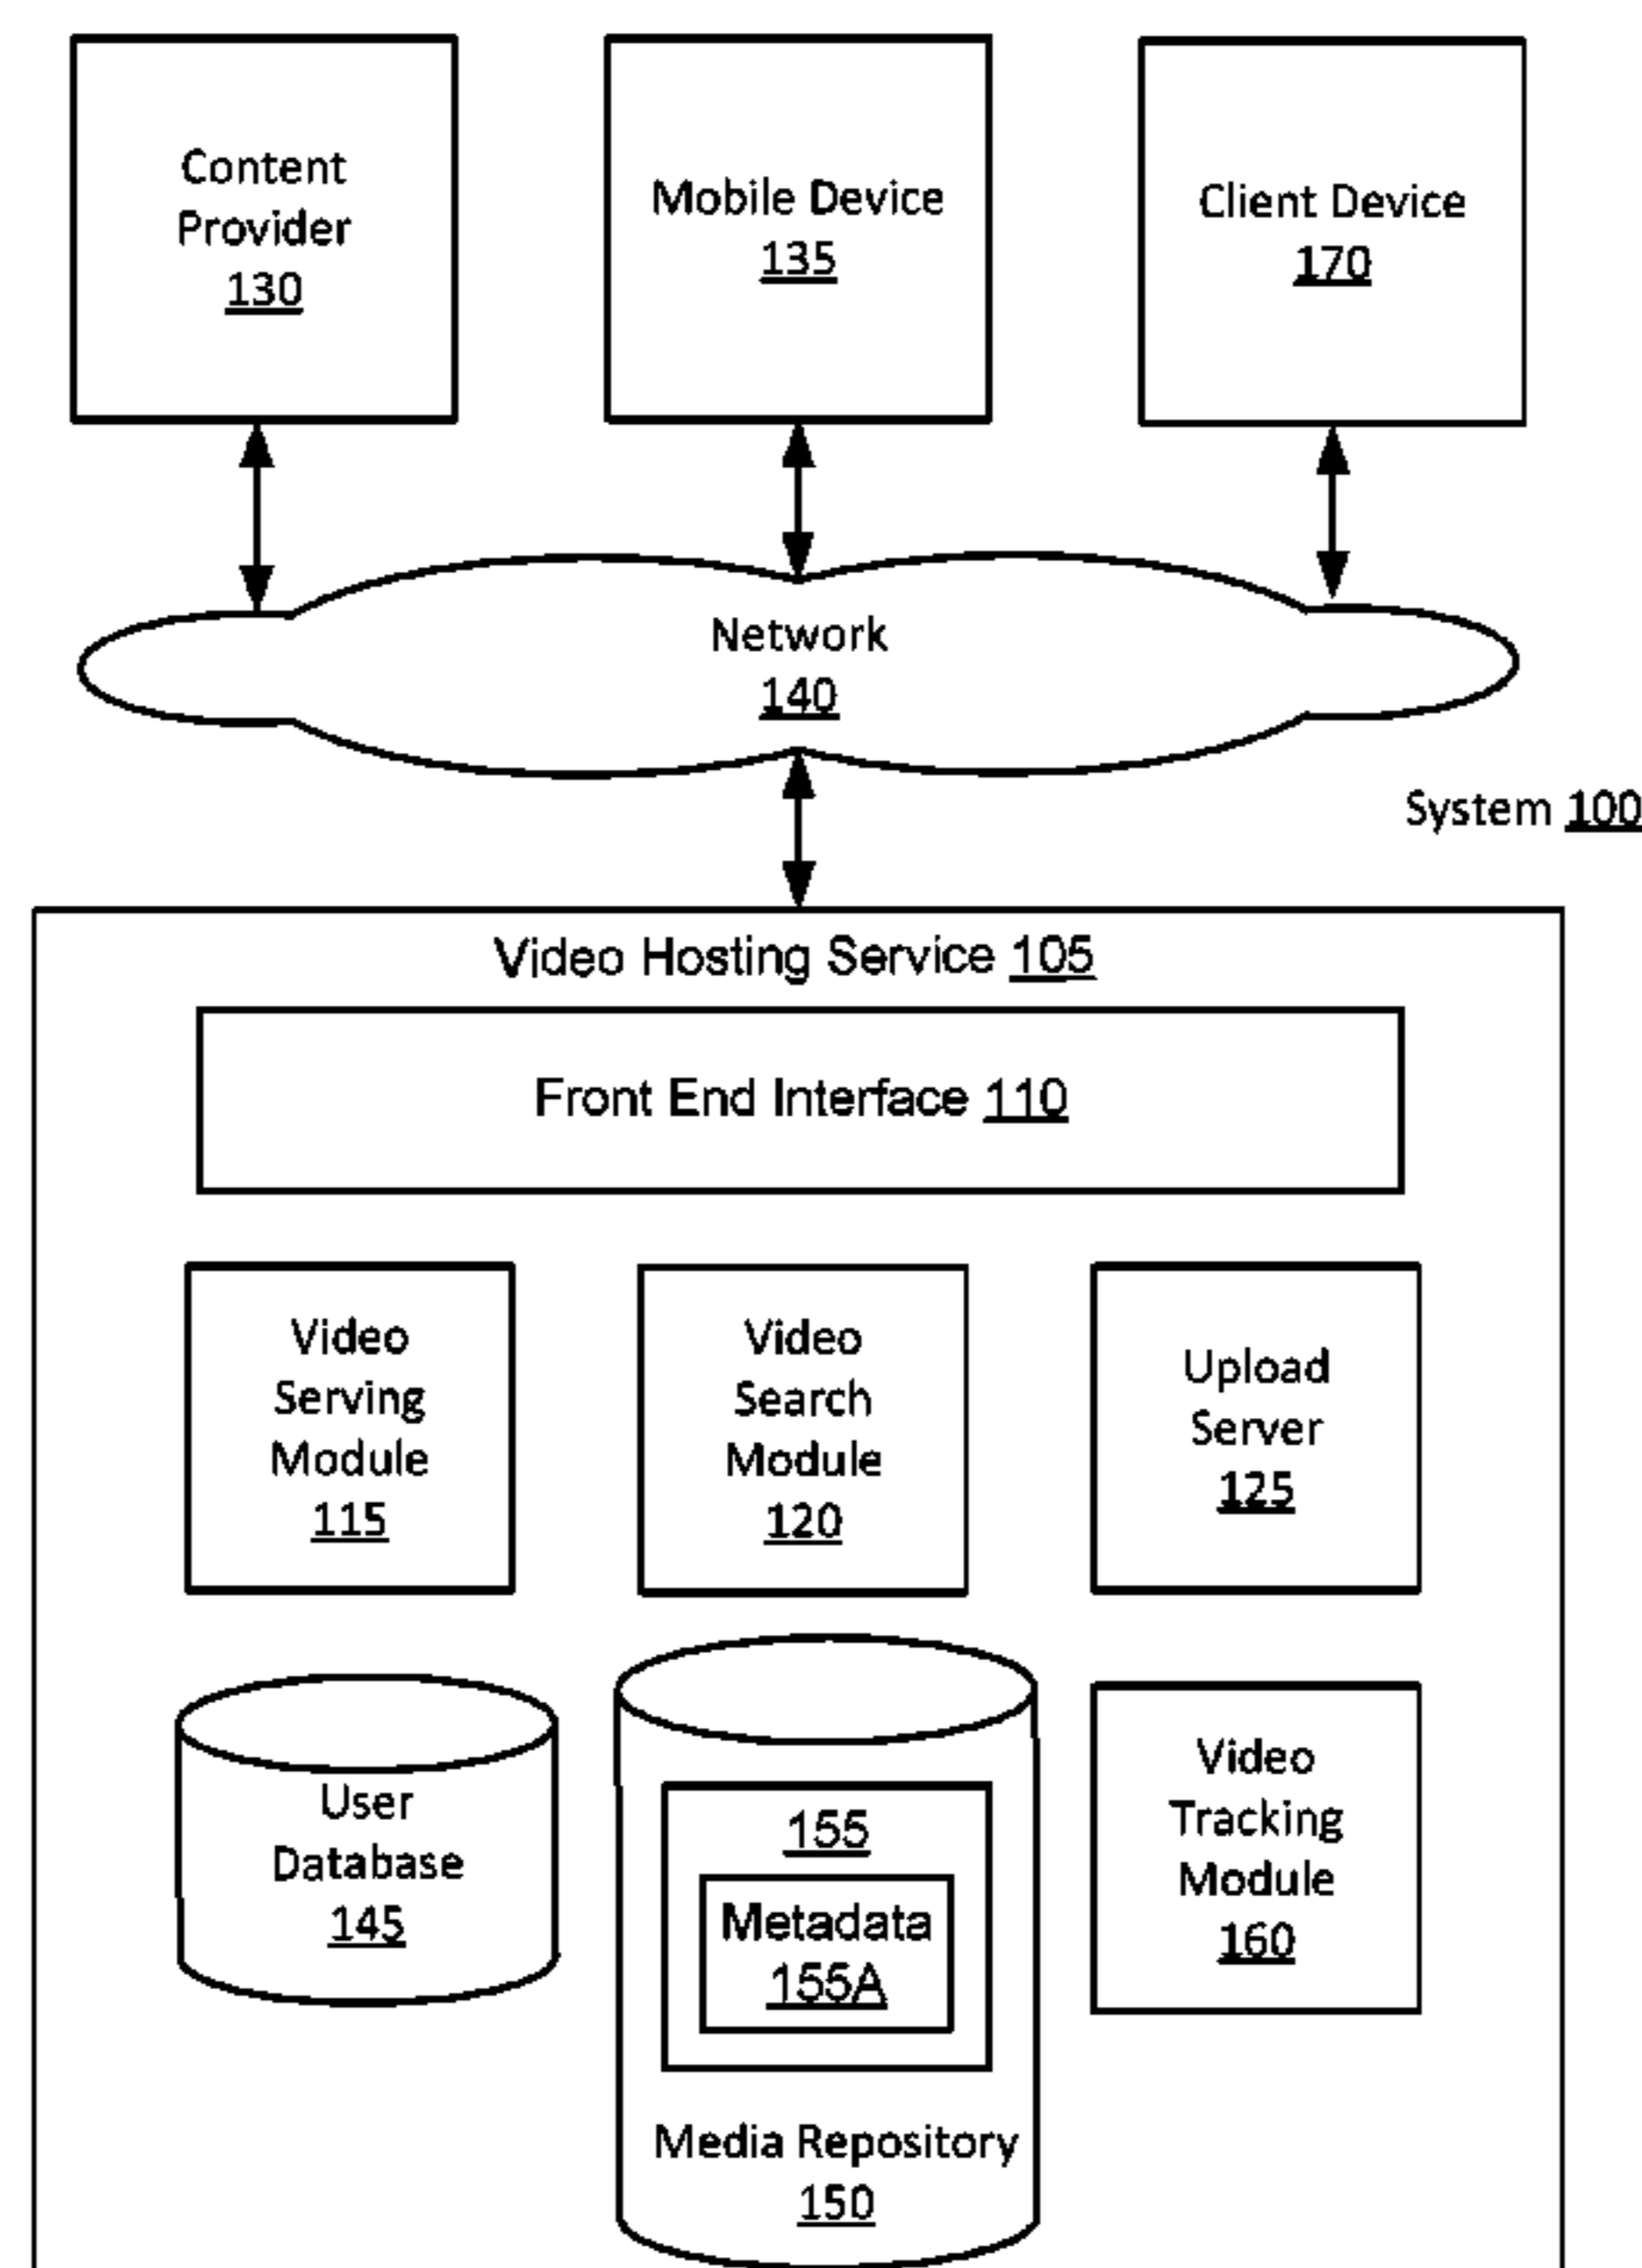 Content
Provider
130
Mobile Device
135
Client Device
170
Network
140
System 100
Video Hosting Service 105
Front End Interface 110
Video
Serving
Module
115
Video
Search
Module
120
Upload
Server
125
User
Database
145
155
Metadata
155A
Media Repository
150
Video
Tracking
Module
160